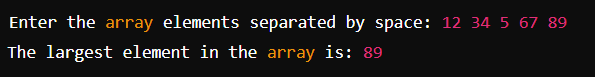 Enter the array elements separated by space: 12 34 5 67 89
The largest element in the array is: 89